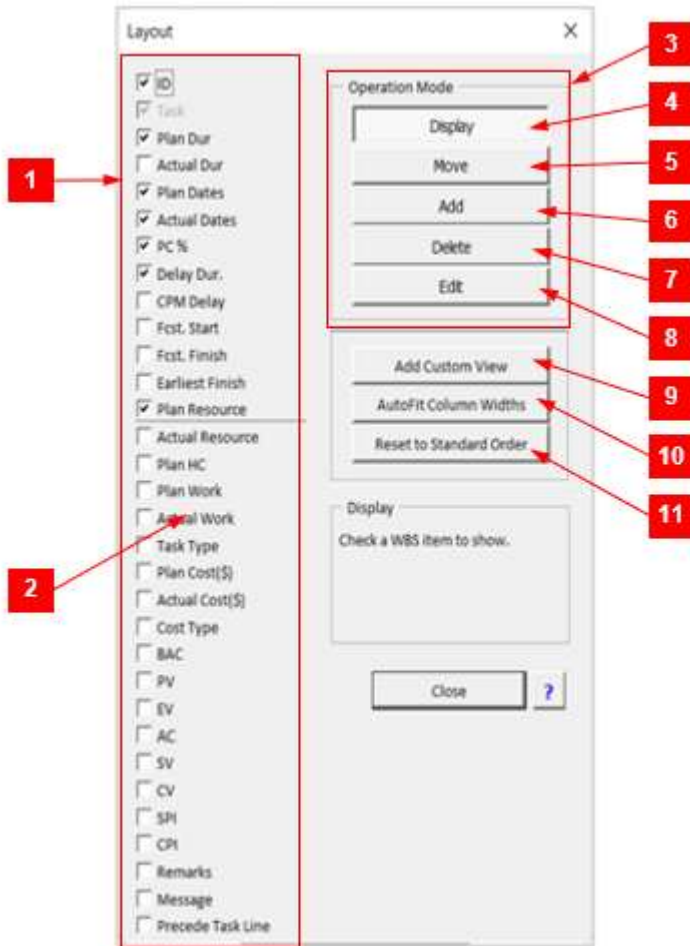 Layout
ID
Task
Plan Dur
Actual Dur
Plan Dates
Actual Dates
PC %
Delay Dur.
CPM Delay
Fcst. Start
Fcst. Finish
Earliest Finish
Plan Resource
Actual Resource
Plan HC
Plan Work
Actual Work
Task Type
Plan Cost($)
Actual Cost($)
Cost Type
BAC
PV
EV
AC
SV
CV
SPI
CPI
Remarks
Message
Precede Task Line
Operation Mode
Display
Move
Add
Delete
Edit
Add Custom View
AutoFit Column Widths
Reset to Standard Order
Display
Check a WBS item to show.
Close
?
1
2
3
4
5
6
7
8
9
10
11